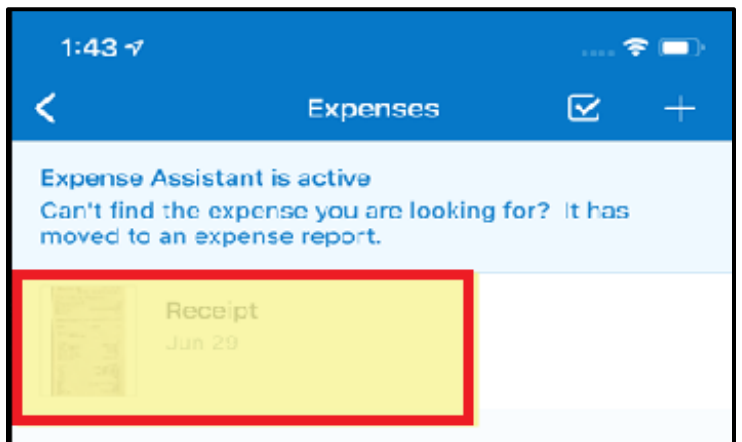 1:43
Expenses
Expense Assistant is active
Can't find the expense you are looking for? It has
moved to an expense report.
Receipt
Jun 29